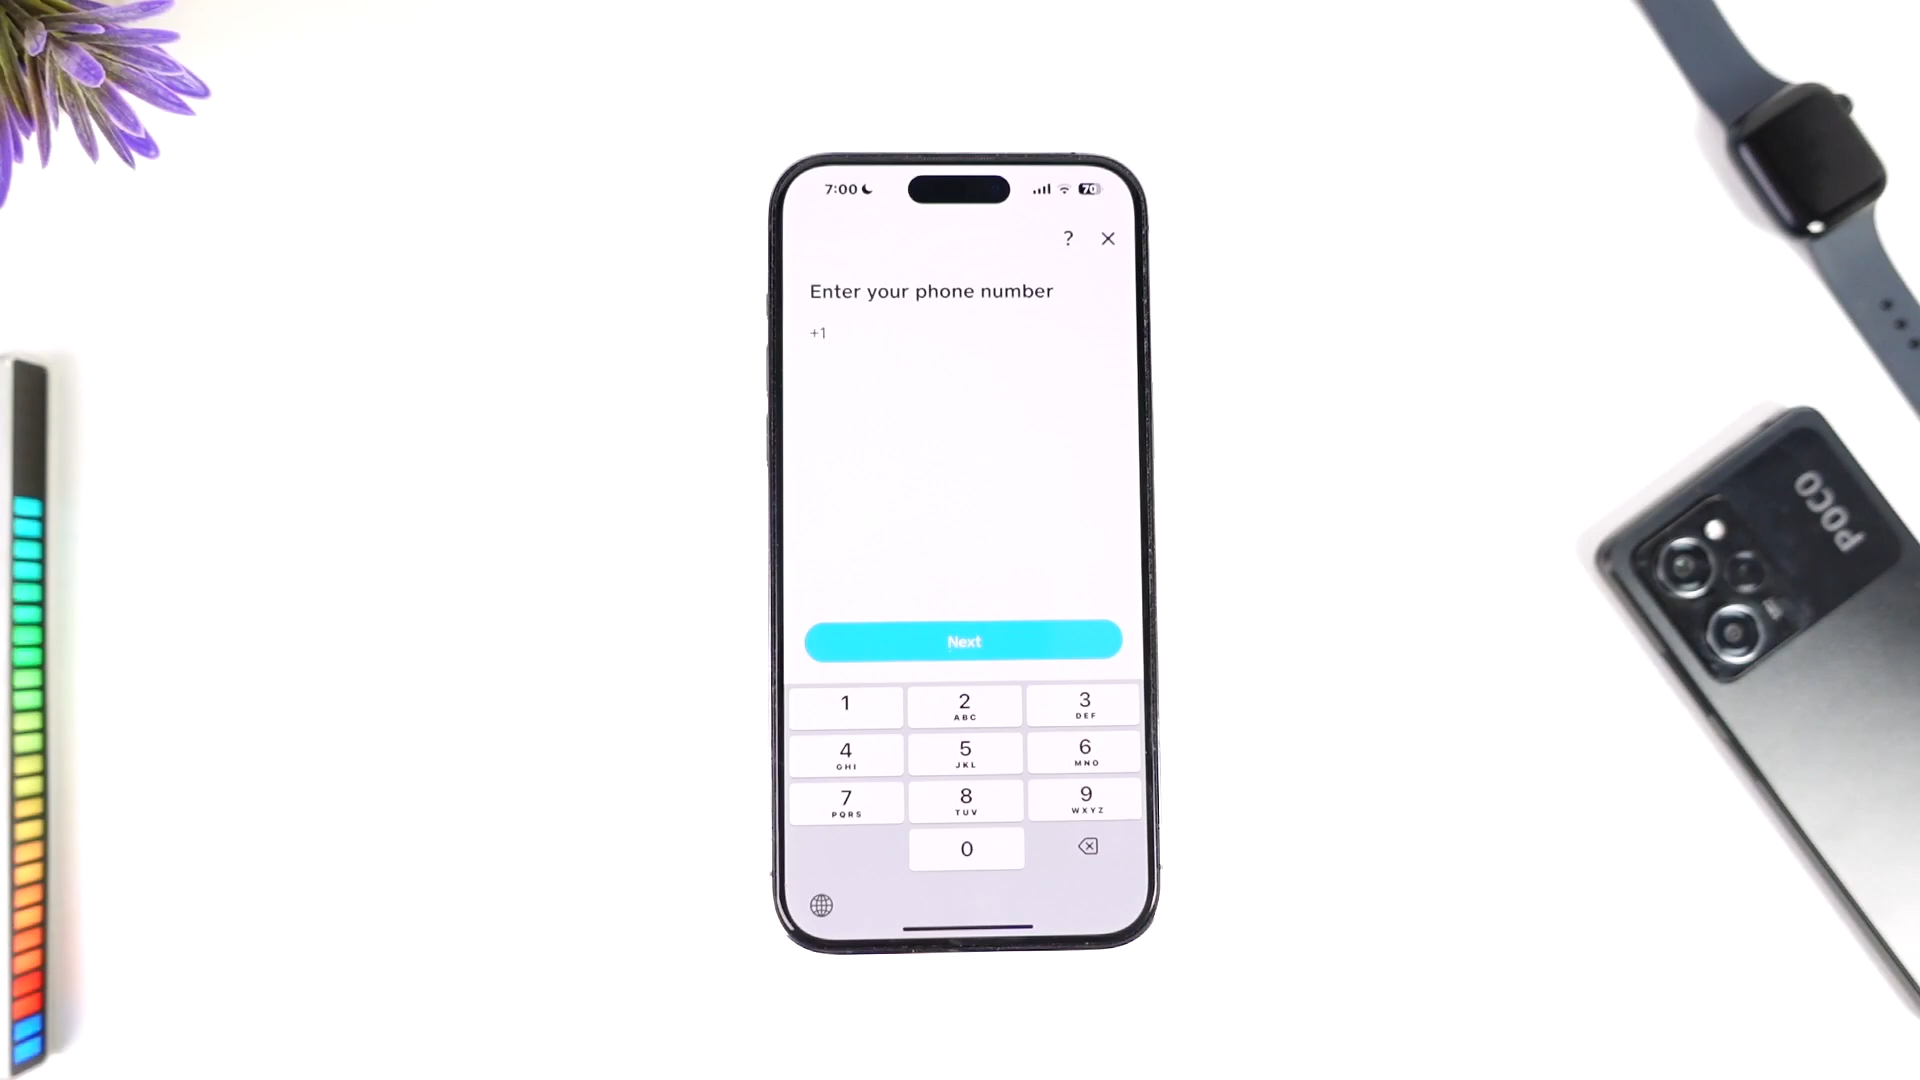 7:00
70
?
Enter your phone number
+1
Next
1
2
ABC
3
DEF
4
GHI
5
JKL
6
MNO
7
PQRS
8
TUV
9
WXYZ
0
POCO